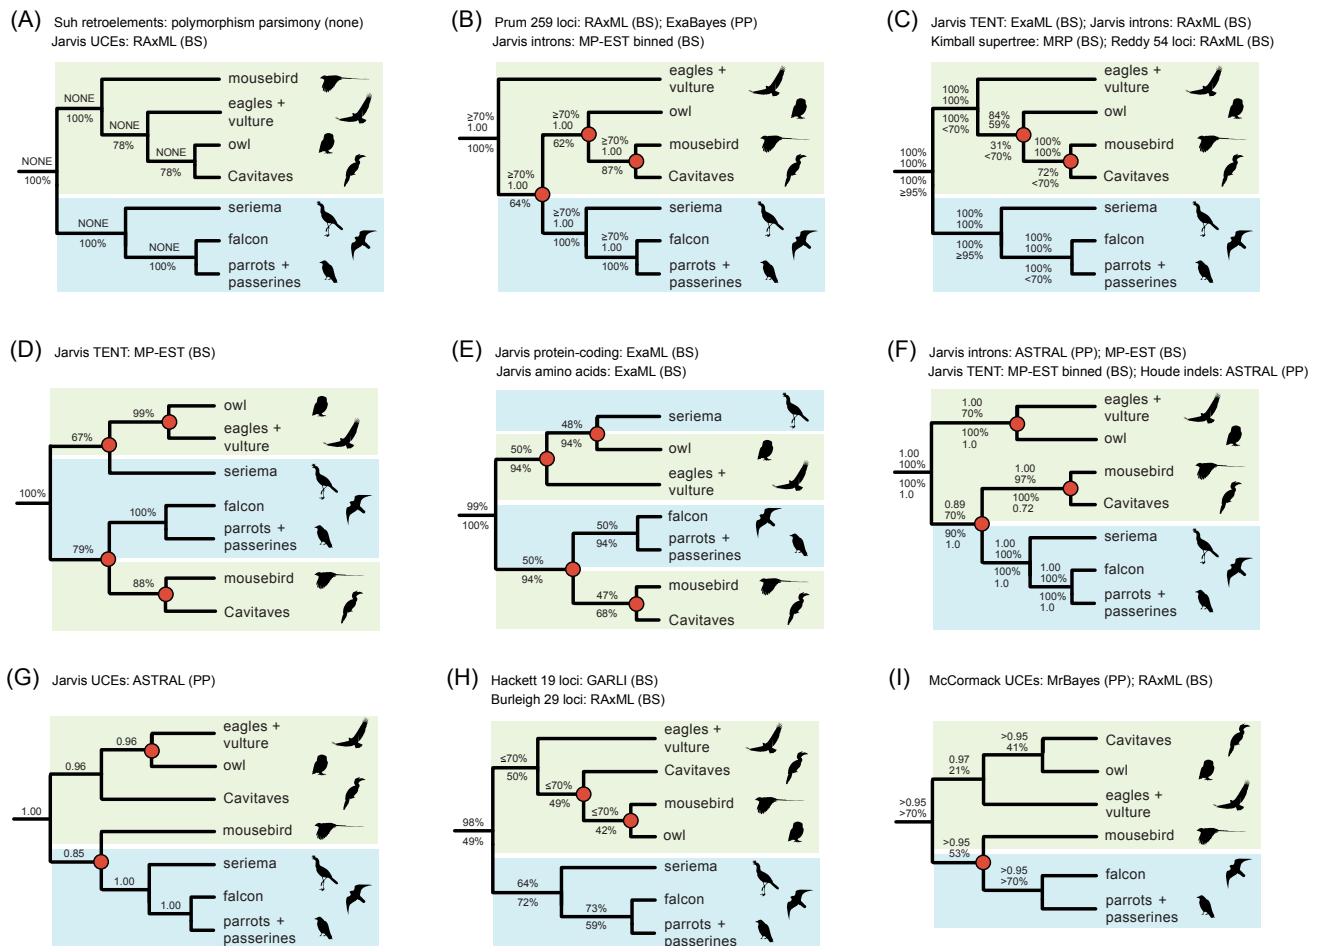 (A) Suh retroelements: polymorphism parsimony (none)
Jarvis UCEs: RAxML (BS)
mousebird
NONE
100%
eagles +
vulture
NONE
78%
owl
NONE
78%
Cavitaves
NONE
100%
seriema
NONE
100%
falcon
NONE
100%
parrots +
passerines
(B) Prum 259 loci: RAxML (BS); ExaBayes (PP)
Jarvis introns: MP-EST binned (BS)
eagles +
vulture
≥70%
1.00
100%
owl
≥70%
1.00
62%
mousebird
≥70%
1.00
87%
Cavitaves
≥70%
1.00
64%
seriema
≥70%
1.00
100%
falcon
≥70%
1.00
100%
parrots +
passerines
(C) Jarvis TENT: ExaML (BS); Jarvis introns: RAxML (BS)
Kimball supertree: MRP (BS); Reddy 54 loci: RAxML (BS)
eagles +
vulture
100%
100%
100%
<70%
owl
84%
59%
31%
<70%
mousebird
100%
100%
72%
<70%
Cavitaves
100%
100%
100%
≥95%
seriema
100%
100%
100%
≥95%
falcon
100%
100%
100%
<70%
parrots +
passerines
(D) Jarvis TENT: MP-EST (BS)
owl
99%
eagles +
vulture
67%
seriema
100%
falcon
100%
parrots +
passerines
79%
mousebird
88%
Cavitaves
(E) Jarvis protein-coding: ExaML (BS)
Jarvis amino acids: ExaML (BS)
seriema
48%
94%
owl
50%
94%
eagles +
vulture
99%
100%
falcon
50%
94%
parrots +
passerines
50%
94%
mousebird
47%
68%
Cavitaves
(F) Jarvis introns: ASTRAL (PP); MP-EST (BS)
Jarvis TENT: MP-EST binned (BS); Houde indels: ASTRAL (PP)
eagles +
vulture
1.00
70%
100%
1.0
owl
1.00
100%
100%
1.0
mousebird
1.00
97%
100%
0.72
Cavitaves
0.89
70%
90%
1.0
seriema
1.00
100%
100%
1.0
falcon
1.00
100%
100%
1.0
parrots +
passerines
(G) Jarvis UCEs: ASTRAL (PP)
eagles +
vulture
0.96
owl
0.96
Cavitaves
1.00
mousebird
0.85
seriema
1.00
falcon
1.00
parrots +
passerines
(H) Hackett 19 loci: GARLI (BS)
Burleigh 29 loci: RAxML (BS)
eagles +
vulture
≤70%
50%
Cavitaves
≤70%
49%
mousebird
≤70%
42%
owl
98%
49%
seriema
64%
72%
falcon
73%
59%
parrots +
passerines
(I) McCormack UCEs: MrBayes (PP); RAxML (BS)
Cavitaves
>0.95
41%
owl
0.97
21%
eagles +
vulture
>0.95
>70%
mousebird
>0.95
53%
falcon
>0.95
>70%
parrots +
passerines